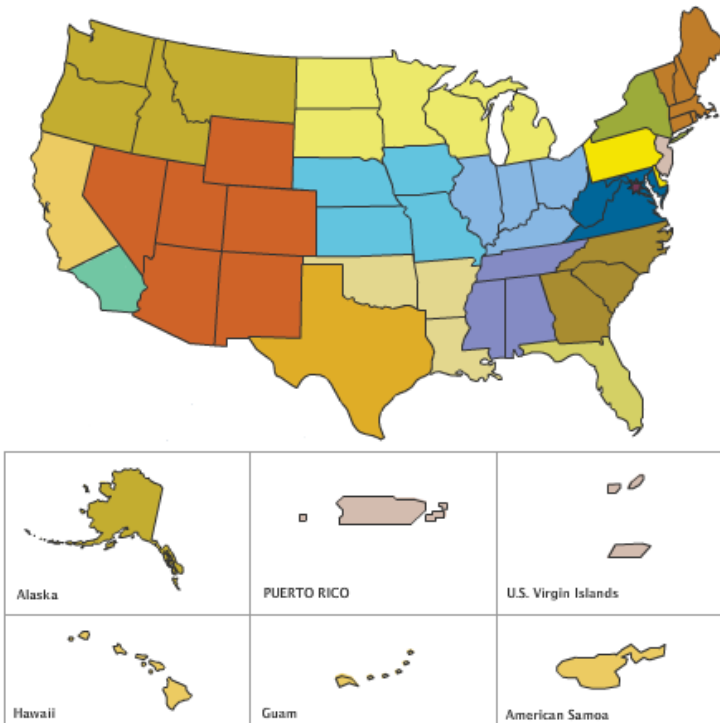 Alaska
PUERTO RICO
U.S. Virgin Islands
Hawaii
Guam
American Samoa